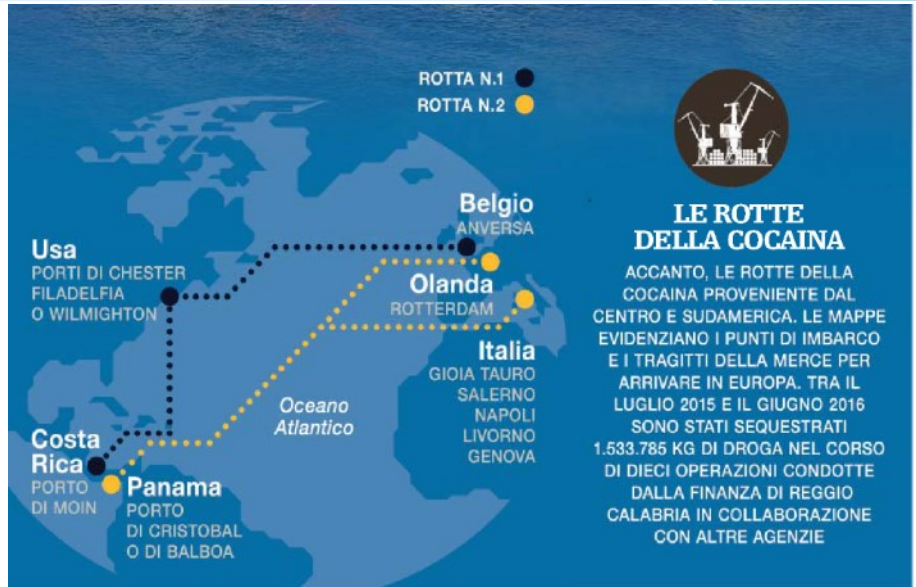 ROTTA N.1
ROTTA N.2
Belgio
ANVERSA
Usa
PORTI DI CHESTER
FILADELFIA
O WILMIGHTON
Olanda
ROTTERDAM
Italia
GIOIA TAURO
SALERNO
NAPOLI
LIVORNO
GENOVA
Oceano
Atlantico
Costa
Rica
PORTO
DI MOIN
Panama
PORTO
DI CRISTOBAL
O DI BALBOA
LE ROTTE
DELLA COCAINA
ACCANTO, LE ROTTE DELLA
COCAINA PROVENIENTE DAL
CENTRO E SUDAMERICA. LE MAPPE
EVIDENZIANO I PUNTI DI IMBARCO
E I TRAGITTI DELLA MERCE PER
ARRIVARE IN EUROPA. TRA IL
LUGLIO 2015 E IL GIUGNO 2016
SONO STATI SEQUESTRATI
1.533.785 KG DI DROGA NEL CORSO
DI DIECI OPERAZIONI CONDOTTE
DALLA FINANZA DI REGGIO
CALABRIA IN COLLABORAZIONE
CON ALTRE AGENZIE